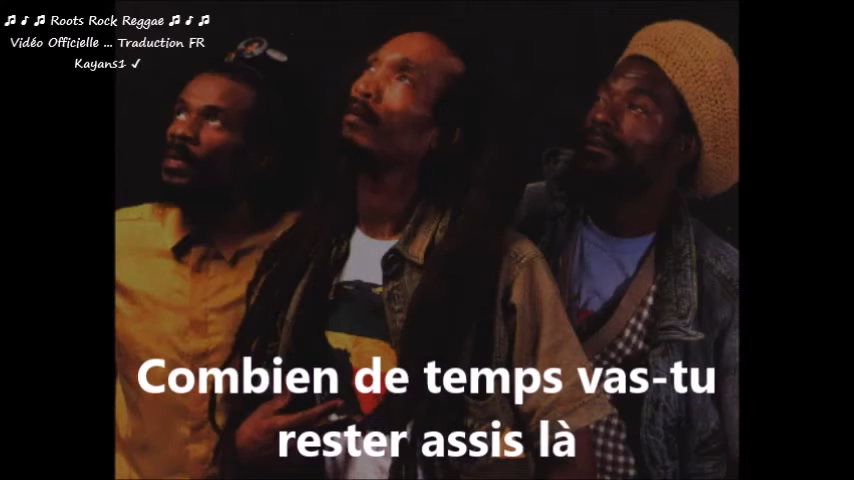 ♫ ♪ ♫ Roots Rock Reggae ♫ ♪ ♫
Vidéo Officielle ... Traduction FR
Kayans1 ✓
Combien de temps vas-tu
rester assis là